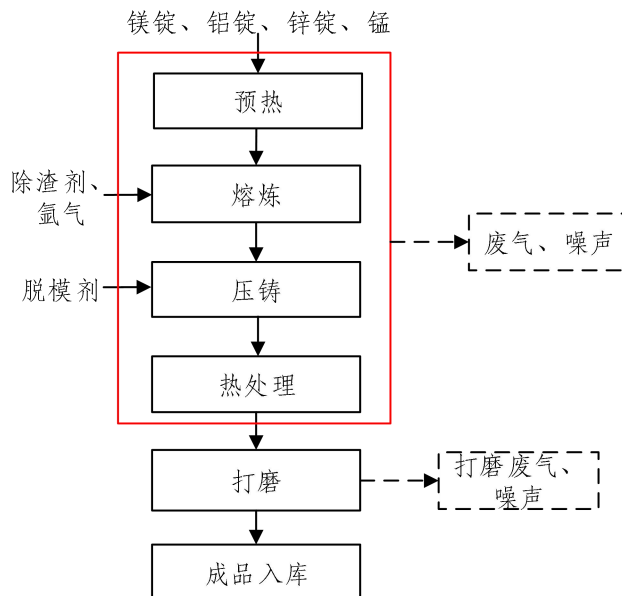 镁锭、铝锭、锌锭、锰
预热
除渣剂、
氩气
熔炼
废气、噪声
脱模剂
压铸
热处理
打磨
打磨废气、
噪声
成品入库